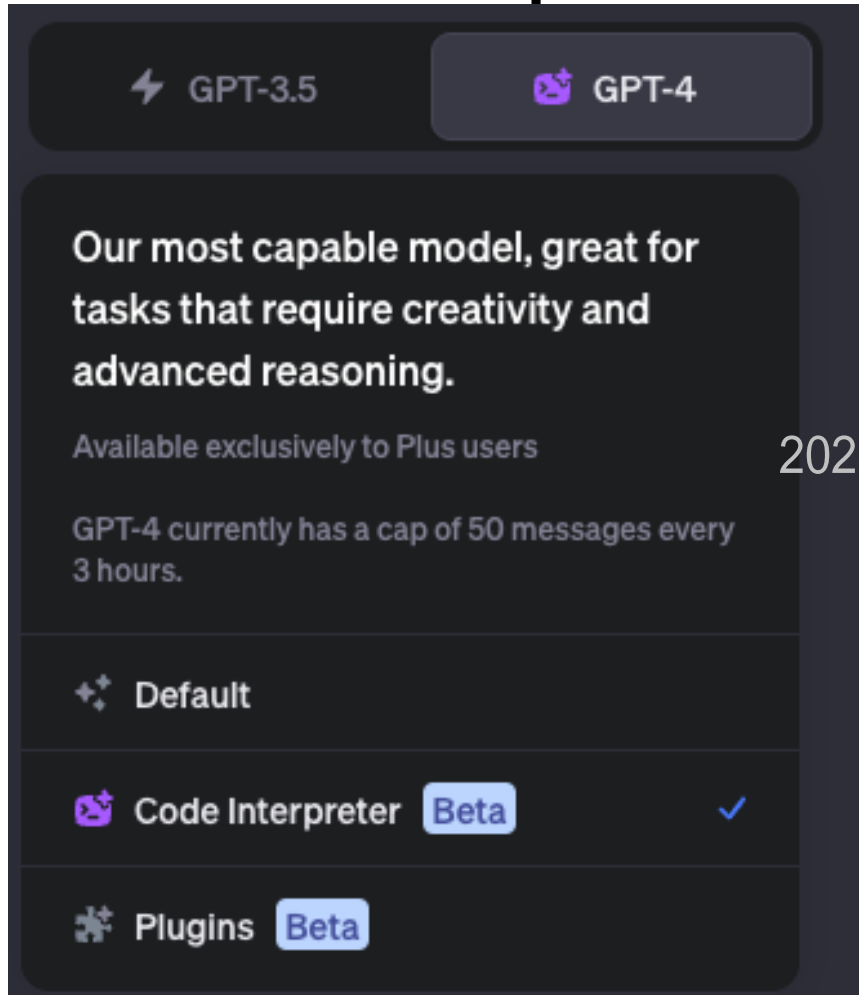 GPT-3.5
GPT-4
Our most capable model, great for
tasks that require creativity and
advanced reasoning.
Available exclusively to Plus users
202
GPT-4 currently has a cap of 50 messages every
3 hours.
Default
Code Interpreter Beta
Plugins Beta